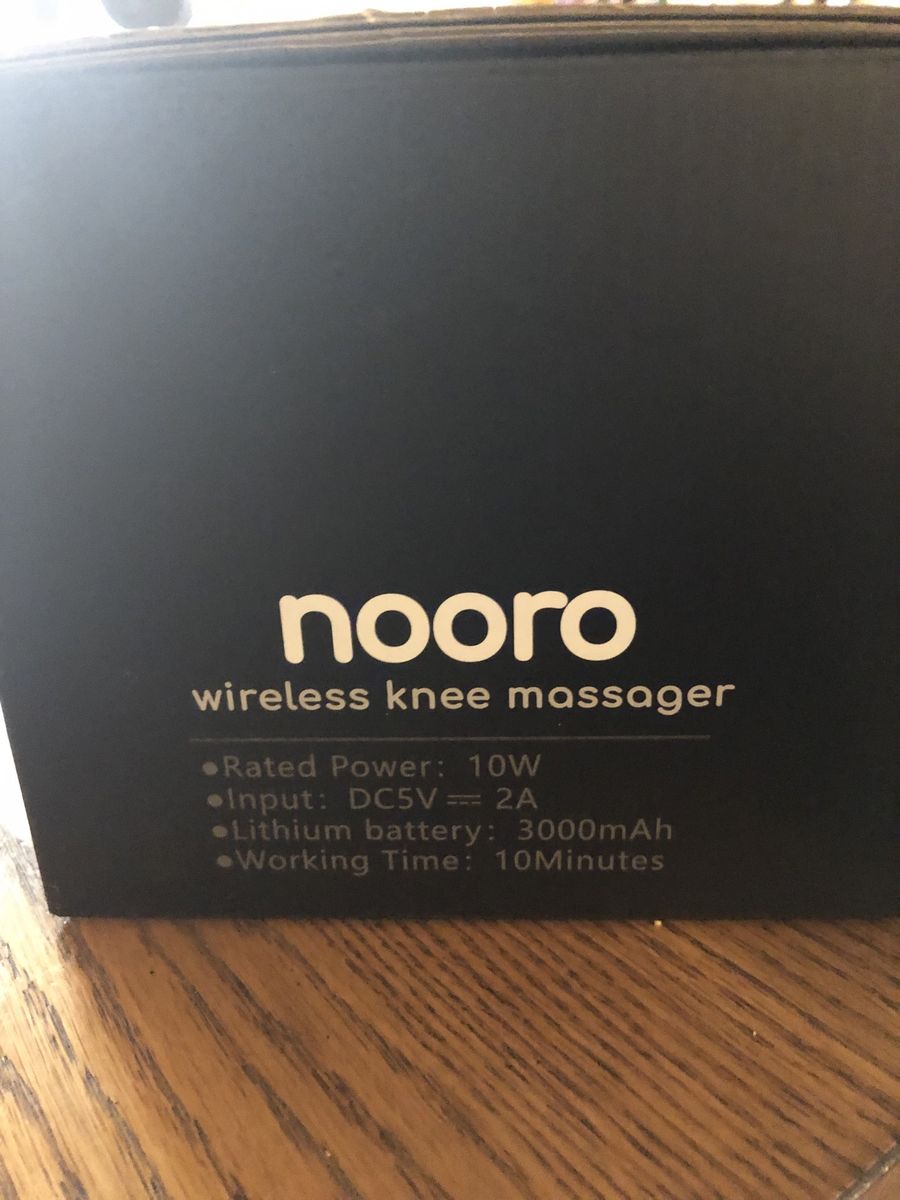 nooro
wireless knee massager
●Rated Power: 10W
●Input: DC5V ⎓ 2A
●Lithium battery: 3000mAh
●Working Time: 10Minutes